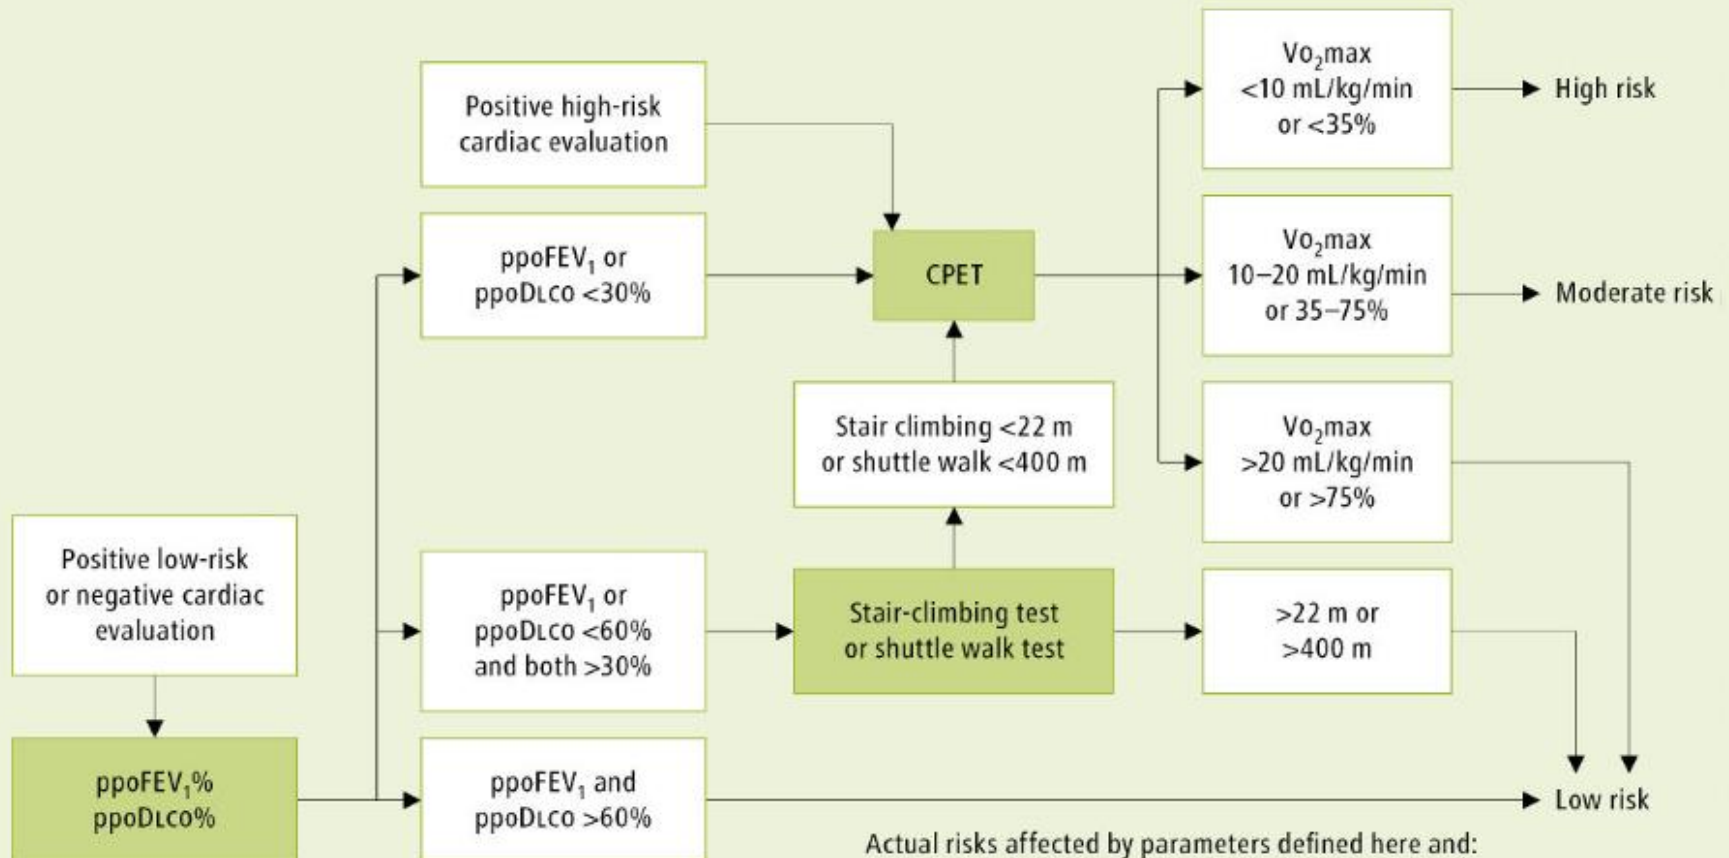 Positive high-risk
cardiac evaluation
ppoFEV₁ or
ppoDLCO <30%
CPET
Vo₂max
<10 mL/kg/min
or <35%
High risk
Vo₂max
10–20 mL/kg/min
or 35–75%
Moderate risk
Stair climbing <22 m
or shuttle walk <400 m
Vo₂max
>20 mL/kg/min
or >75%
Positive low-risk
or negative cardiac
evaluation
ppoFEV₁ or
ppoDLCO <60%
and both >30%
Stair-climbing test
or shuttle walk test
>22 m or
>400 m
ppoFEV₁%
ppoDLCO%
ppoFEV₁ and
ppoDLCO >60%
Low risk
Actual risks affected by parameters defined here and: